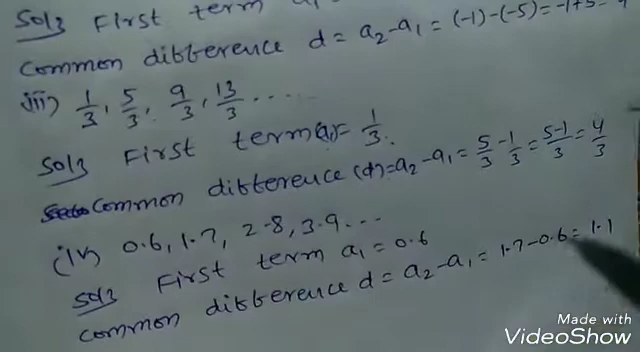 Sol: First term a₁
Common difference d = a₂-a₁ = (-1)-(-5) = -1+5 = 4
(iii) 1/3, 5/3, 9/3, 13/3 .....
Sol: First term(a₁)= 1/3.
Common difference (d)=a₂-a₁ = 5/3 - 1/3 = 5-1/3 = 4/3
(iv) 0.6, 1.7, 2.8, 3.9...
Sol: First term a₁ = 0.6
Common difference d = a₂-a₁ = 1.7-0.6 = 1.1
Made with
VideoShow